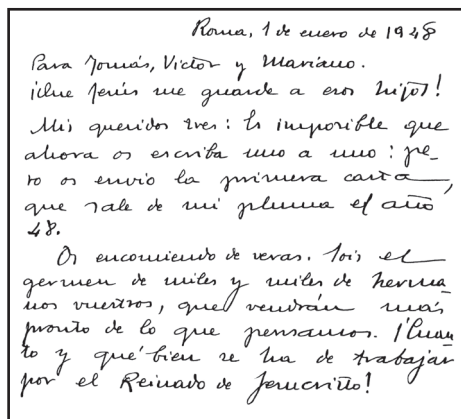 Roma, 1 de enero de 1948
Para Tomás, Víctor y Mariano.
¡Que Jesús me guarde a esos hijos!
Mis queridos tres: Es imposible que
ahora os escriba uno a uno: pe-
ro os envío la primera carta,
que sale de mi pluma el año
48.
Os encomiendo de veras. Sois el
germen de miles y miles de herma-
nos vuestros, que vendrán más
pronto de lo que pensamos. ¡Cuán-
to y qué bien se ha de trabajar
por el Reinado de Jesucristo!